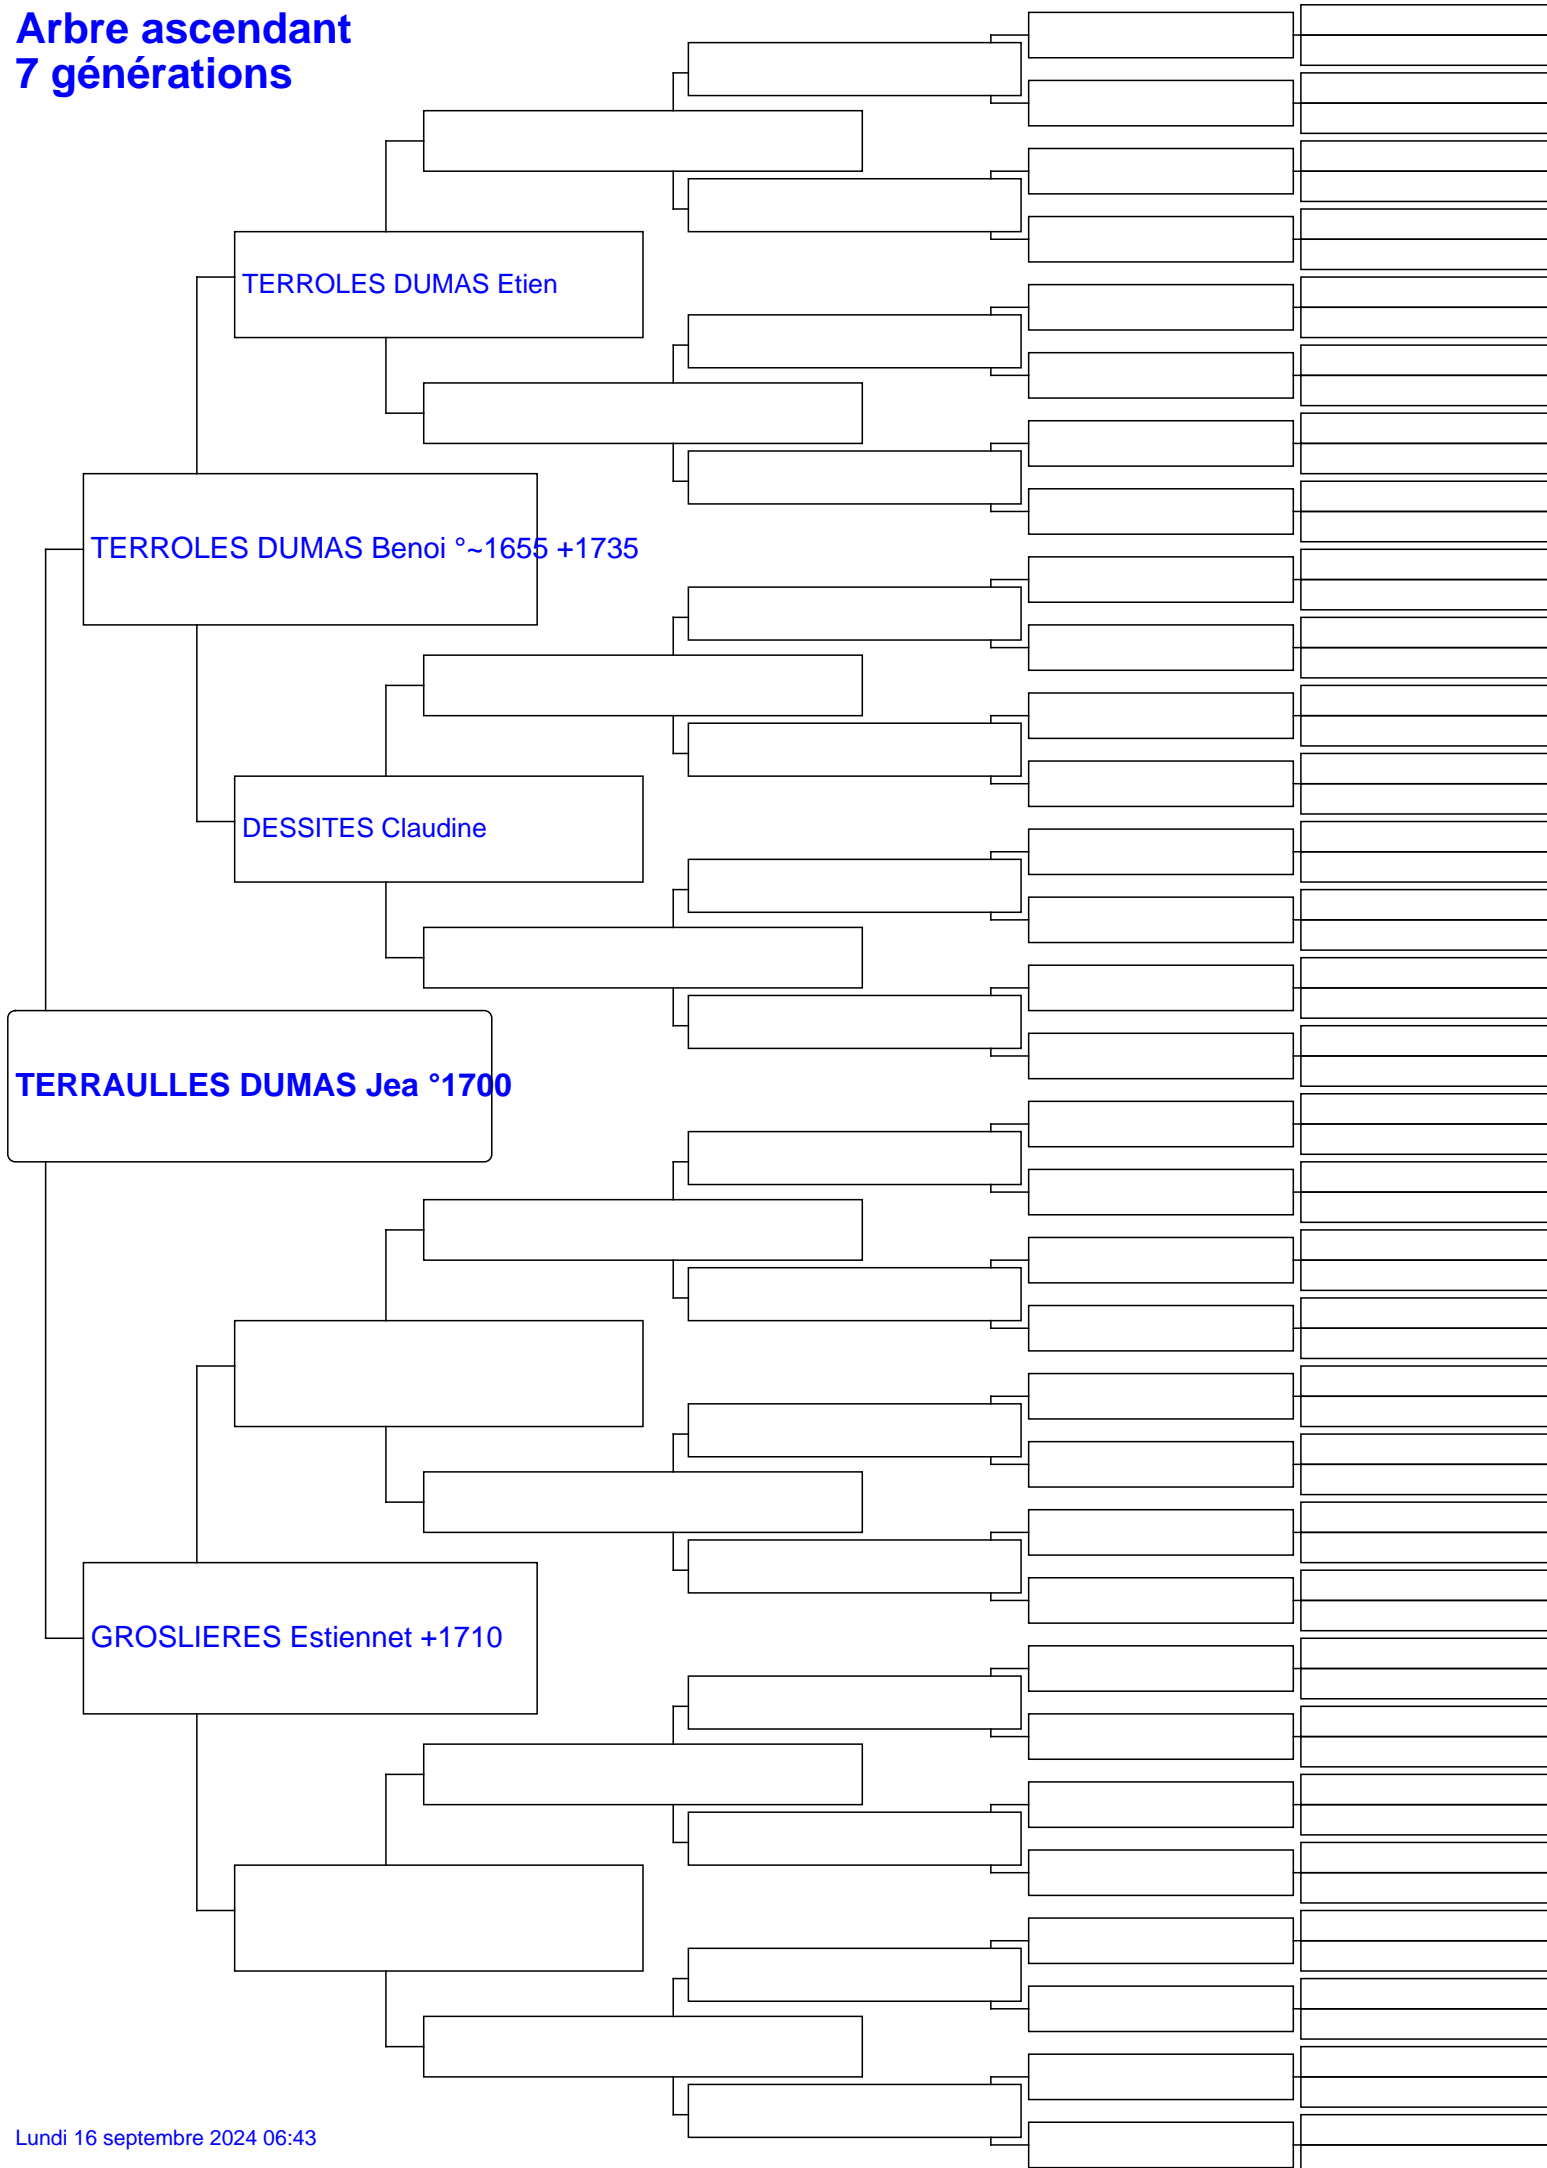 Arbre ascendant
7 générations
TERROLES DUMAS Etien
TERROLES DUMAS Benoi °~1655 +1735
DESSITES Claudine
TERRAULLES DUMAS Jea °1700
GROSLIERES Estiennet +1710
Lundi 16 septembre 2024 06:43